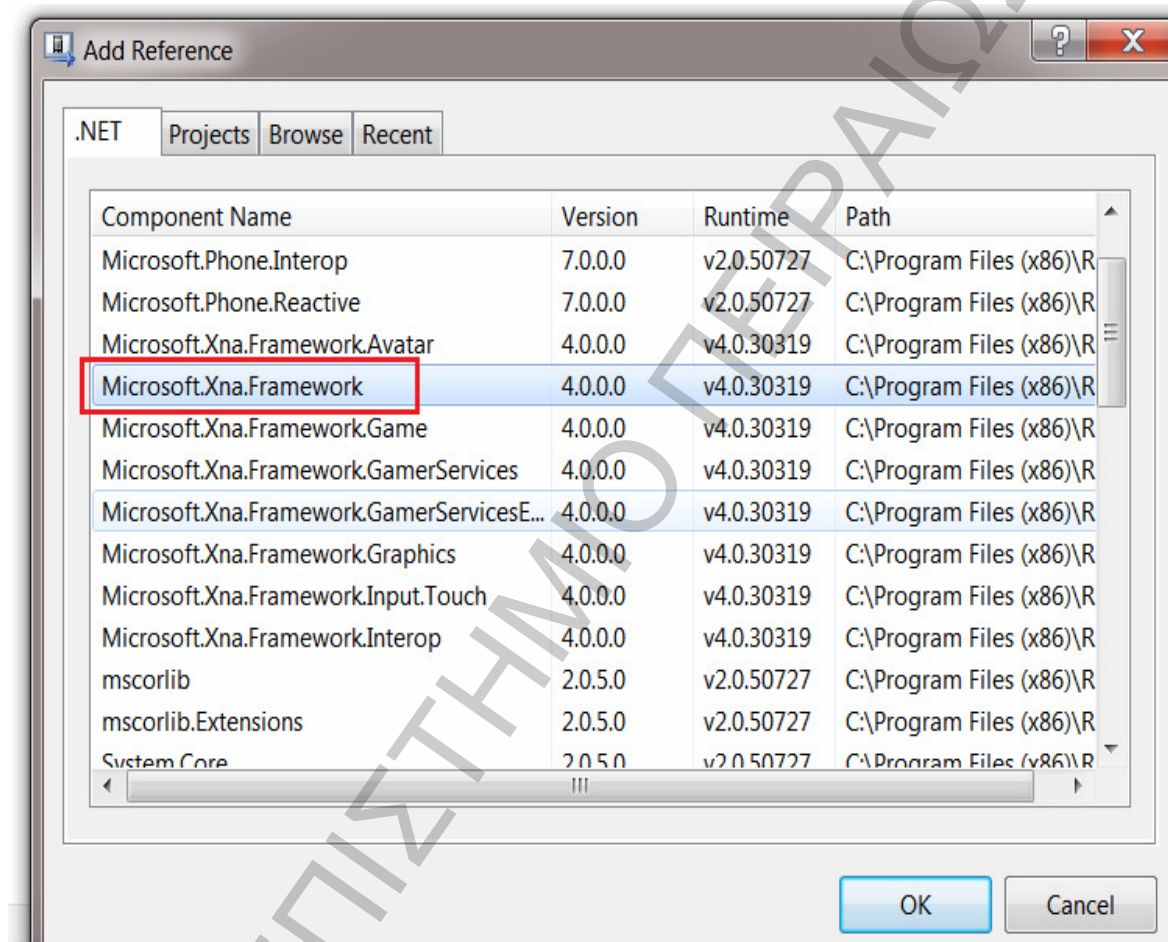 Add Reference
.NET Projects Browse Recent
Component Name Version Runtime Path
Microsoft.Phone.Interop 7.0.0.0 v2.0.50727 C:\Program Files (x86)\R
Microsoft.Phone.Reactive 7.0.0.0 v2.0.50727 C:\Program Files (x86)\R
Microsoft.Xna.Framework.Avatar 4.0.0.0 v4.0.30319 C:\Program Files (x86)\R
Microsoft.Xna.Framework 4.0.0.0 v4.0.30319 C:\Program Files (x86)\R
Microsoft.Xna.Framework.Game 4.0.0.0 v4.0.30319 C:\Program Files (x86)\R
Microsoft.Xna.Framework.GamerServices 4.0.0.0 v4.0.30319 C:\Program Files (x86)\R
Microsoft.Xna.Framework.GamerServicesE... 4.0.0.0 v4.0.30319 C:\Program Files (x86)\R
Microsoft.Xna.Framework.Graphics 4.0.0.0 v4.0.30319 C:\Program Files (x86)\R
Microsoft.Xna.Framework.Input.Touch 4.0.0.0 v4.0.30319 C:\Program Files (x86)\R
Microsoft.Xna.Framework.Interop 4.0.0.0 v4.0.30319 C:\Program Files (x86)\R
mscorlib 2.0.5.0 v2.0.50727 C:\Program Files (x86)\R
mscorlib.Extensions 2.0.5.0 v2.0.50727 C:\Program Files (x86)\R
System.Core 2.0.5.0 v2.0.50727 C:\Program Files (x86)\R
OK Cancel
ΠΙΣΤΗΜΙΟ ΠΕΙΡΑΙΩ